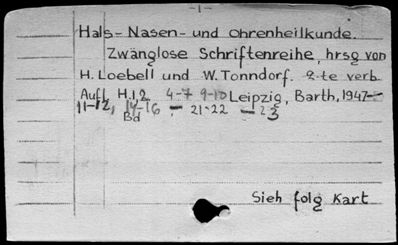 -1-
Hals- Nasen- und Ohrenheilkunde.
Zwänglose Schriftenreihe, hrsg von
H. Loebell und W. Tonndorf. 2-te verb
Aufl. H.1,2 4-7 9-10 Leipzig, Barth, 1947-
11-12, 14-16 - 21-22 - 23
Bd
Sieh folg Kart